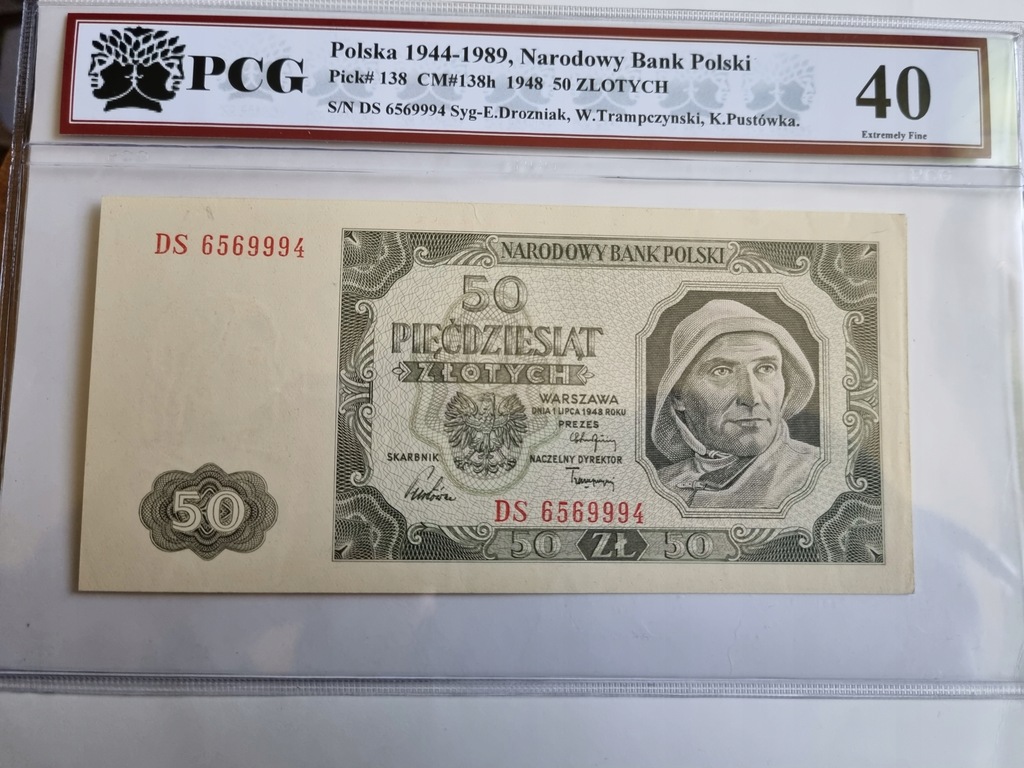 PCG
Polska 1944-1989, Narodowy Bank Polski
Pick# 138 CM#138h 1948 50 ZLOTYCH
S/N DS 6569994 Syg-E.Drozniak, W.Trampczynski, K.Pustówka.
40
Extremely Fine
DS 6569994
NARODOWY BANK POLSKI
50
PIĘĆDZIESIĄT
ZŁOTYCH
WARSZAWA
DNIA 1 LIPCA 1948 ROKU
PREZES
SKARBNIK
NACZELNY DYREKTOR
50
DS 6569994
50 ZŁ 50